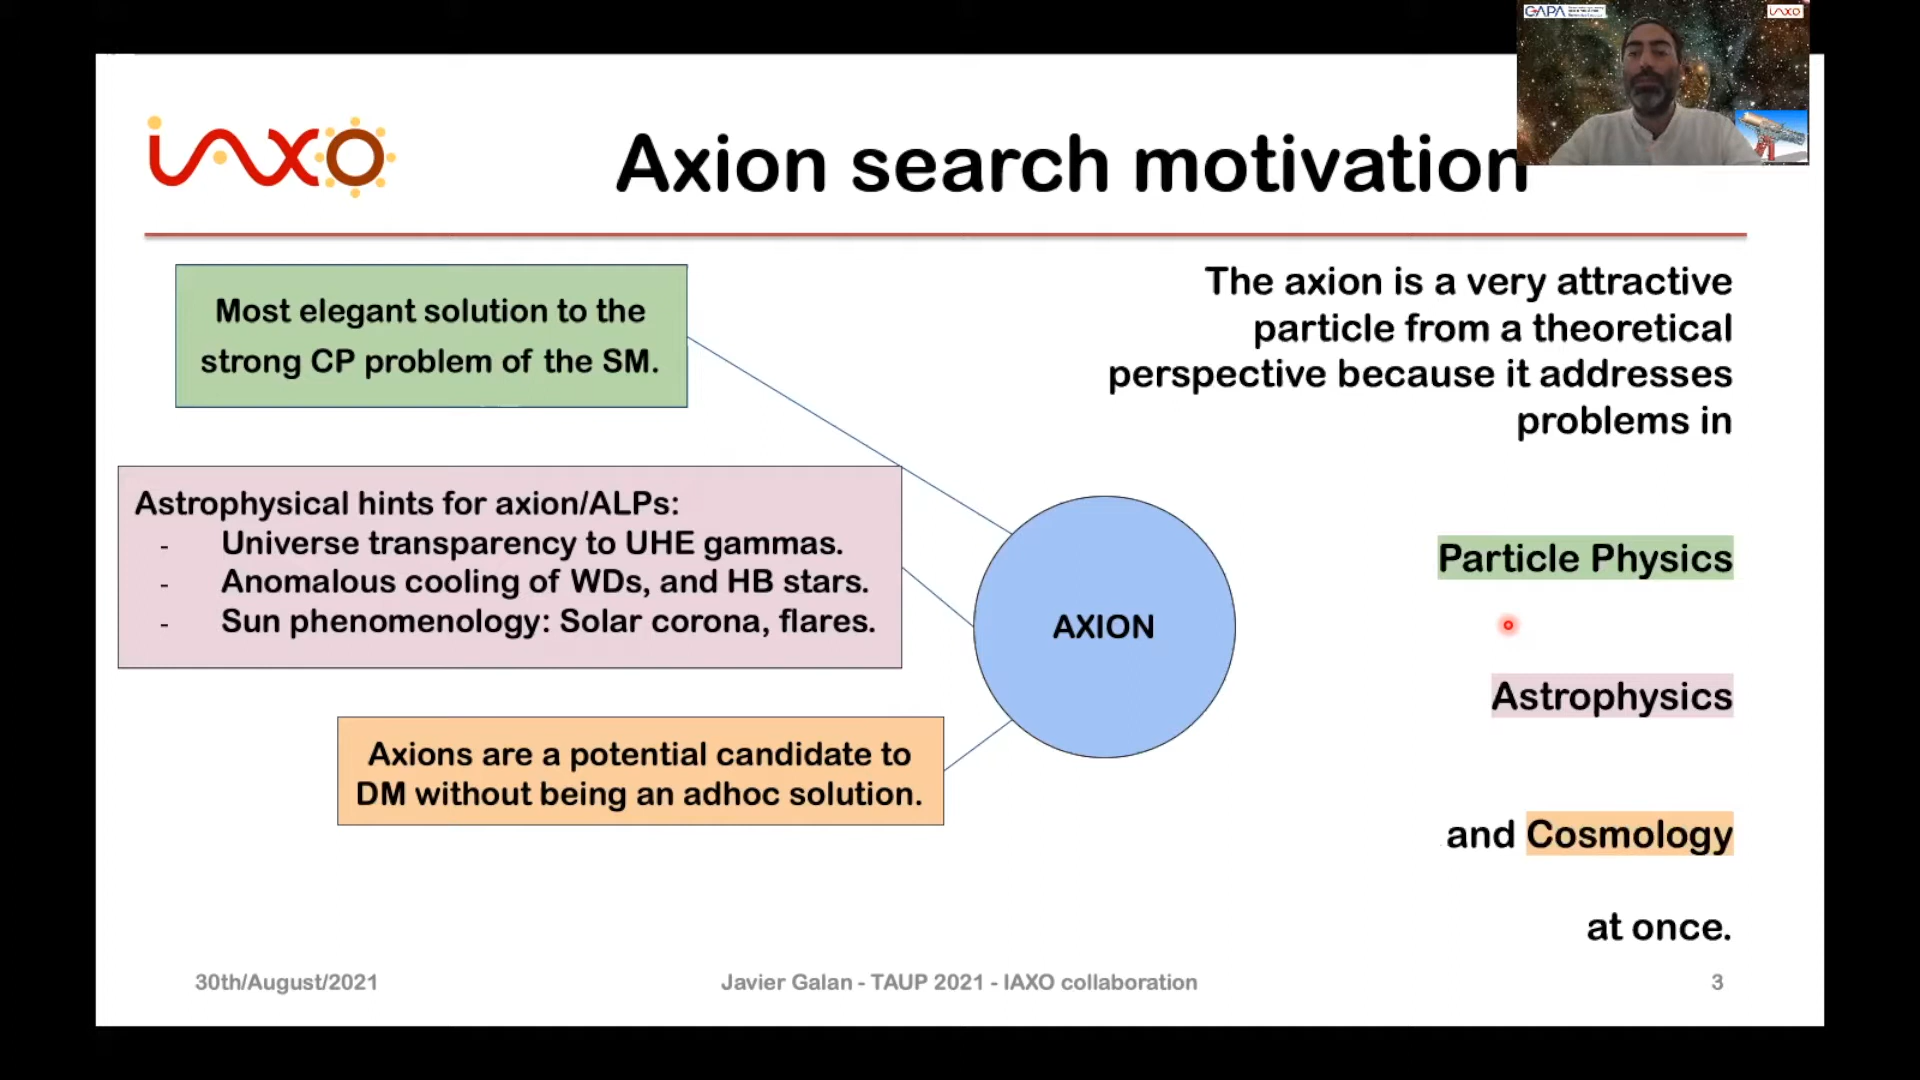 CAPA
iAXO
iAXO
Axion search motivation
Most elegant solution to the
strong CP problem of the SM.
The axion is a very attractive
particle from a theoretical
perspective because it addresses
problems in
Astrophysical hints for axion/ALPs:
- Universe transparency to UHE gammas.
- Anomalous cooling of WDs, and HB stars.
- Sun phenomenology: Solar corona, flares.
AXION
Particle Physics
Astrophysics
Axions are a potential candidate to
DM without being an adhoc solution.
and Cosmology
at once.
30th/August/2021
Javier Galan - TAUP 2021 - IAXO collaboration
3